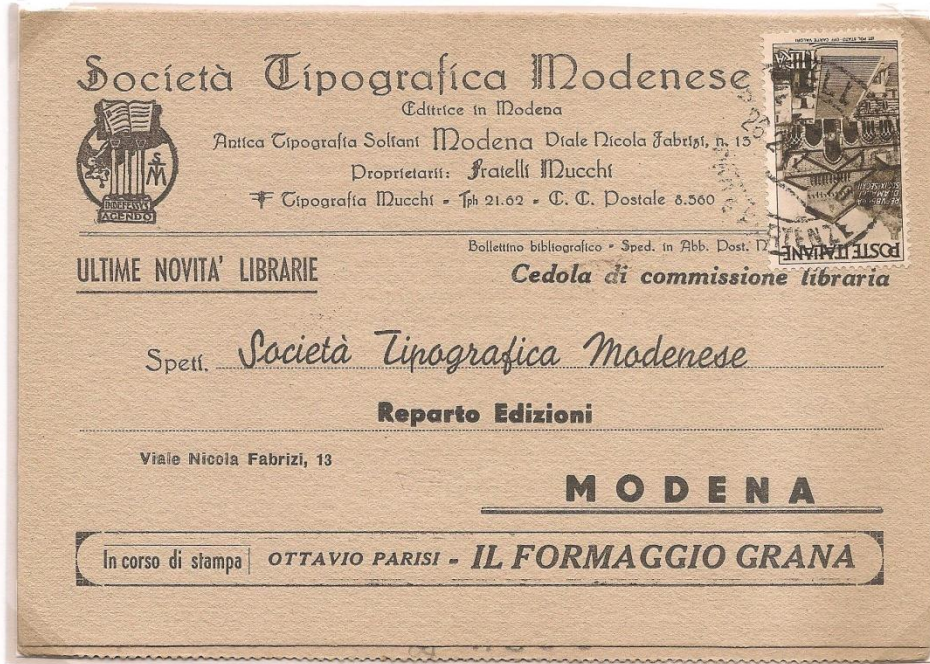 Società Tipografica Modenese
Editrice in Modena
Antica Tipografia Soliani Modena Viale Nicola Fabrizi, n. 13
Proprietarii: Fratelli Mucchi
Tipografia Mucchi - Tph 21.62 - C. C. Postale 8.560
STM
INDEFESSVS
AGENDO
POSTE ITALIANE
Bollettino bibliografico - Sped. in Abb. Post.
ULTIME NOVITA' LIBRARIE
Cedola di commissione libraria
Spett. Società Tipografica Modenese
Reparto Edizioni
Viale Nicola Fabrizi, 13
MODENA
In corso di stampa OTTAVIO PARISI - IL FORMAGGIO GRANA